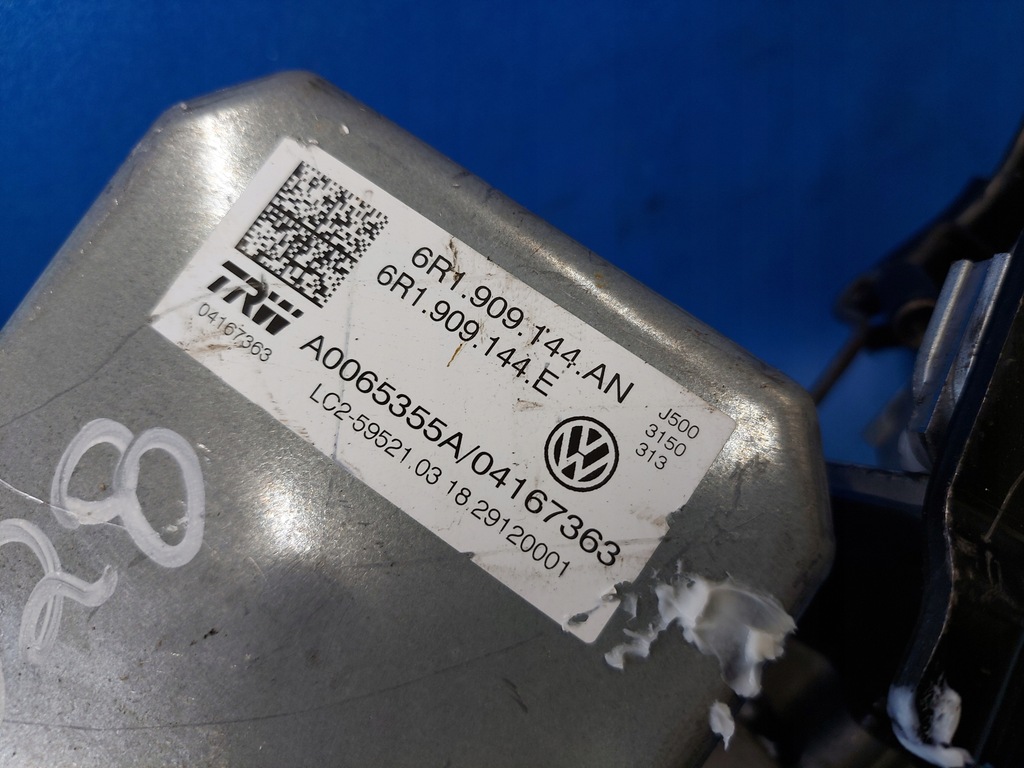 6R1.909.144.AN
6R1.909.144.E
TRW
04167363
A0065355A/04167363
LC2-59521.03 18.29120001
J500
3150
313
28